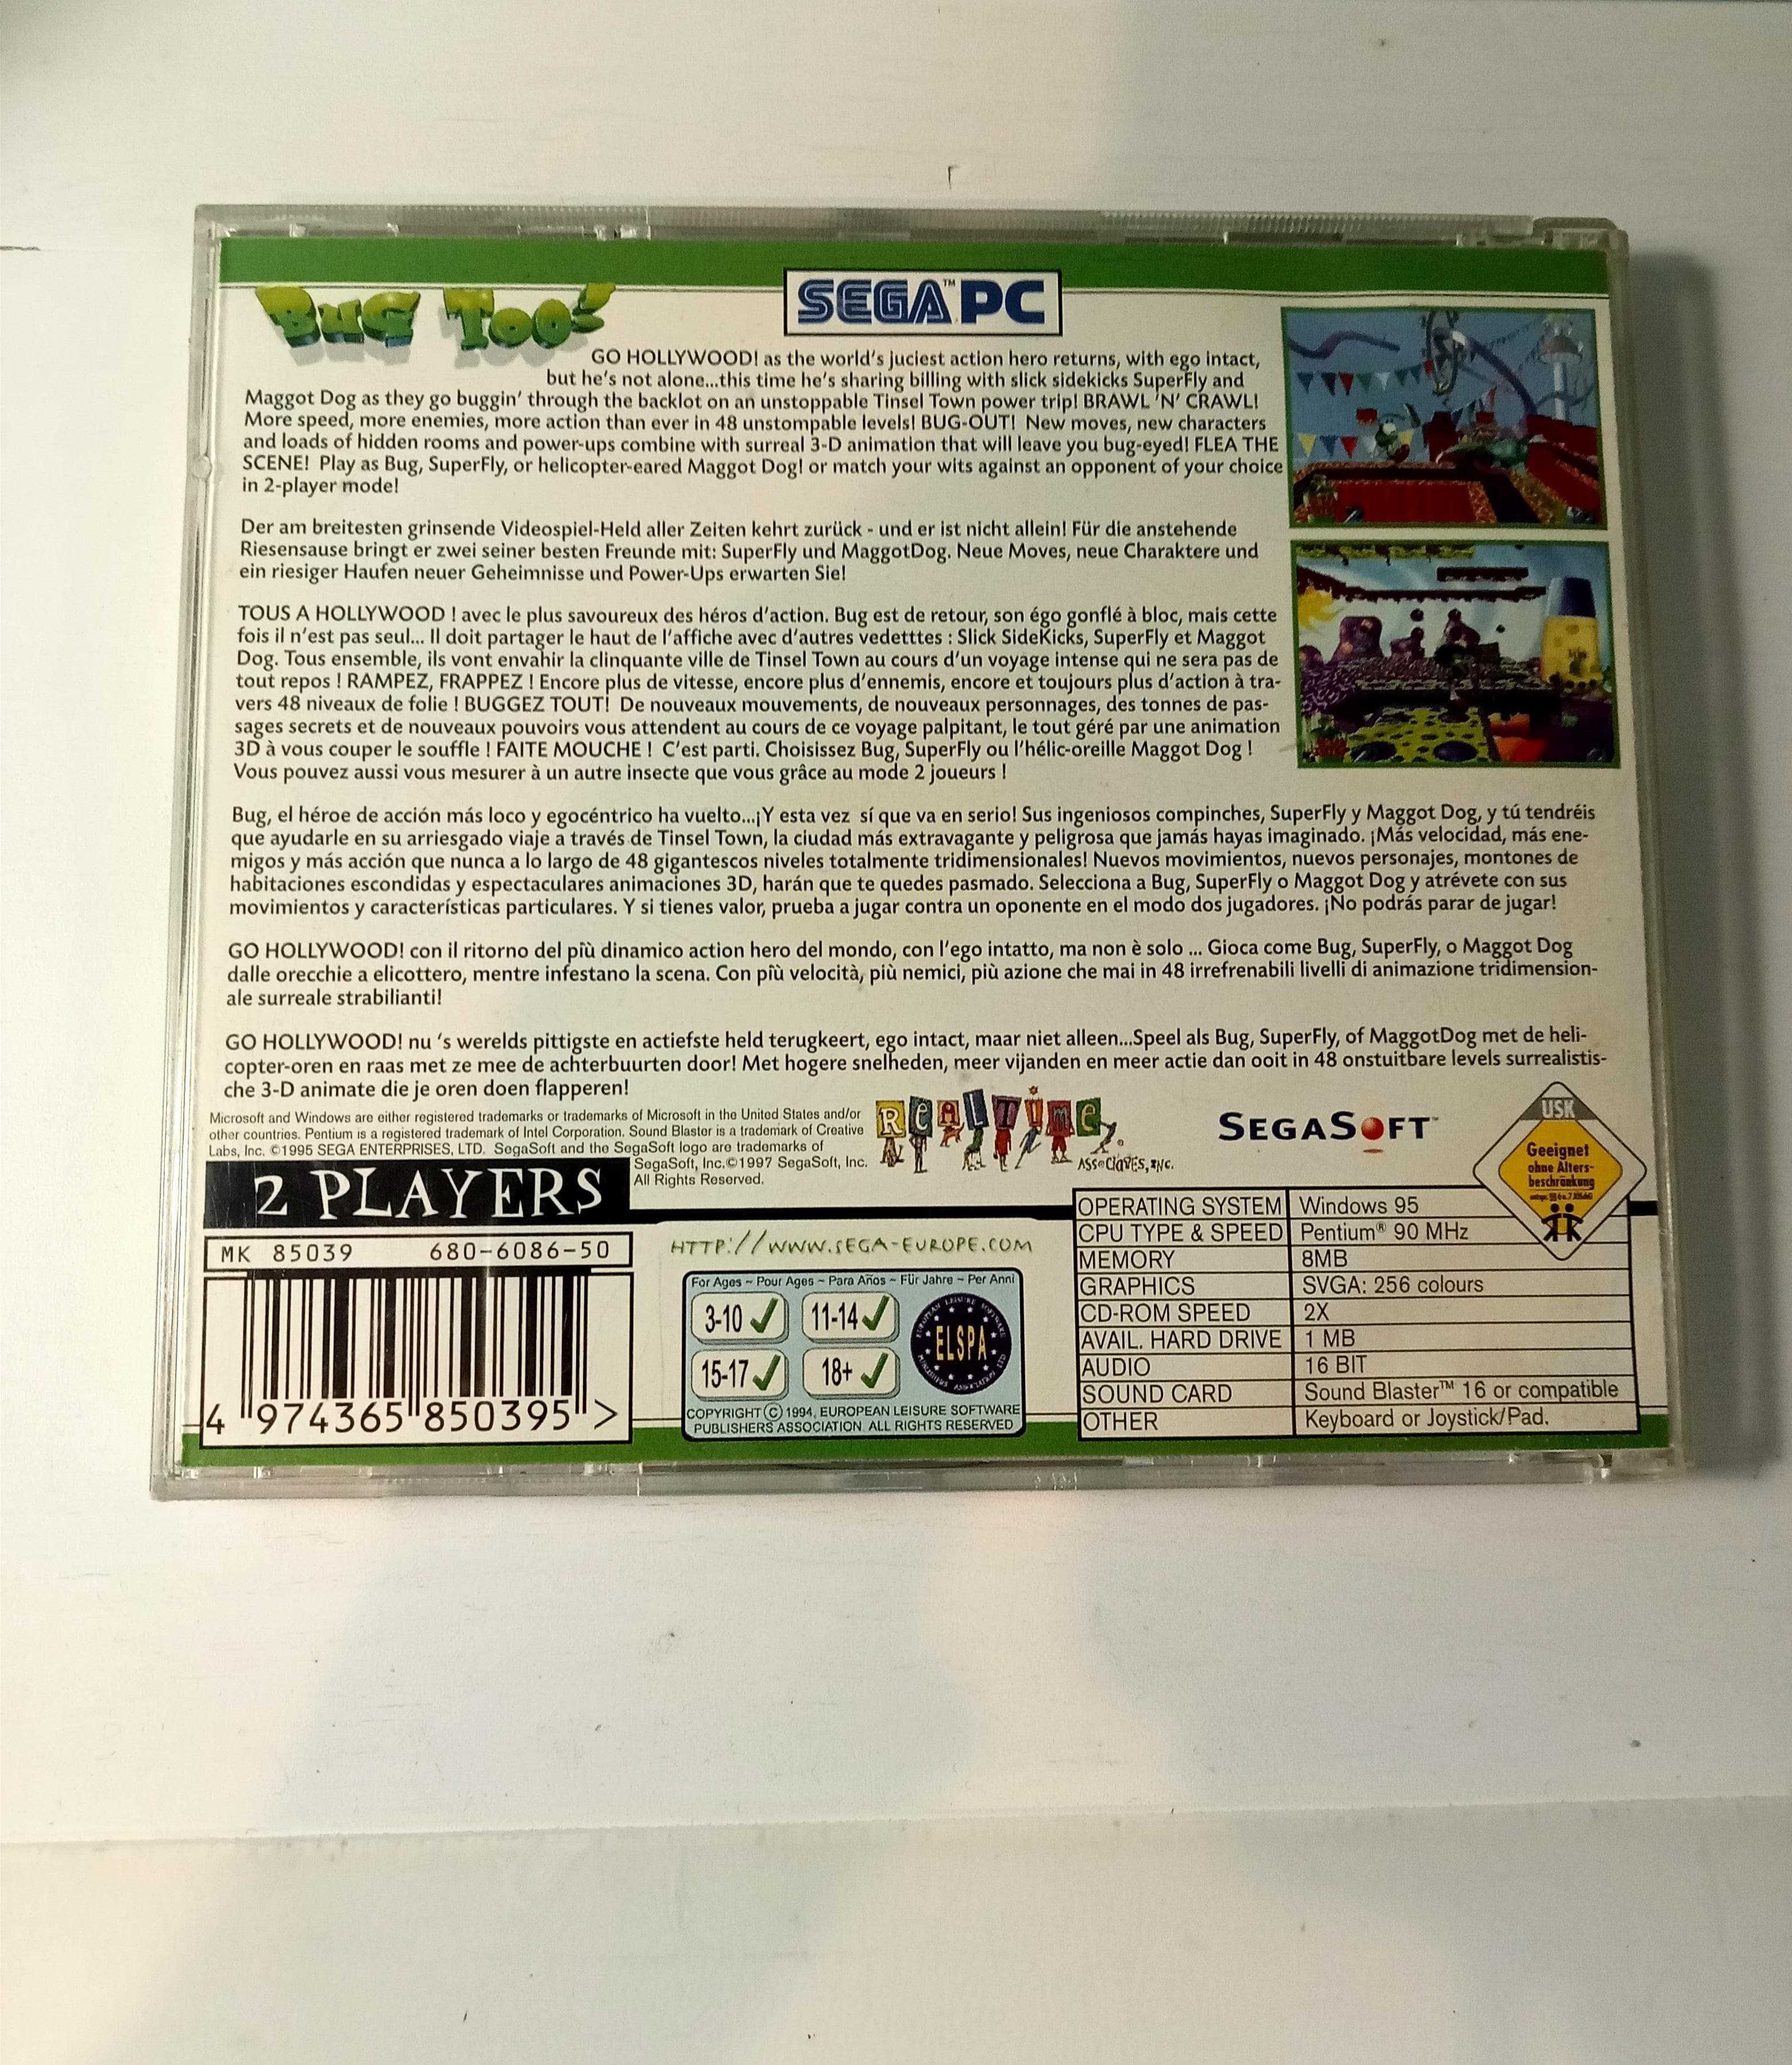 BUG TOO!
SEGA™ PC
GO HOLLYWOOD! as the world's juciest action hero returns, with ego intact,
but he's not alone...this time he's sharing billing with slick sidekicks SuperFly and
Maggot Dog as they go buggin' through the backlot on an unstoppable Tinsel Town power trip! BRAWL 'N' CRAWL!
More speed, more enemies, more action than ever in 48 unstompable levels! BUG-OUT! New moves, new characters
and loads of hidden rooms and power-ups combine with surreal 3-D animation that will leave you bug-eyed! FLEA THE
SCENE! Play as Bug, SuperFly, or helicopter-eared Maggot Dog! or match your wits against an opponent of your choice
in 2-player mode!
Der am breitesten grinsende Videospiel-Held aller Zeiten kehrt zurück - und er ist nicht allein! Für die anstehende
Riesensause bringt er zwei seiner besten Freunde mit: SuperFly und MaggotDog. Neue Moves, neue Charaktere und
ein riesiger Haufen neuer Geheimnisse und Power-Ups erwarten Sie!
TOUS A HOLLYWOOD ! avec le plus savoureux des héros d'action. Bug est de retour, son égo gonflé à bloc, mais cette
fois il n'est pas seul... Il doit partager le haut de l'affiche avec d'autres vedetttes : Slick SideKicks, SuperFly et Maggot
Dog. Tous ensemble, ils vont envahir la clinquante ville de Tinsel Town au cours d'un voyage intense qui ne sera pas de
tout repos ! RAMPEZ, FRAPPEZ ! Encore plus de vitesse, encore plus d'ennemis, encore et toujours plus d'action à tra-
vers 48 niveaux de folie ! BUGGEZ TOUT! De nouveaux mouvements, de nouveaux personnages, des tonnes de pas-
sages secrets et de nouveaux pouvoirs vous attendent au cours de ce voyage palpitant, le tout géré par une animation
3D à vous couper le souffle ! FAITE MOUCHE ! C'est parti. Choisissez Bug, SuperFly ou l'hélic-oreille Maggot Dog !
Vous pouvez aussi vous mesurer à un autre insecte que vous grâce au mode 2 joueurs !
Bug, el héroe de acción más loco y egocéntrico ha vuelto...¡Y esta vez sí que va en serio! Sus ingeniosos compinches, SuperFly y Maggot Dog, y tú tendréis
que ayudarle en su arriesgado viaje a través de Tinsel Town, la ciudad más extravagante y peligrosa que jamás hayas imaginado. ¡Más velocidad, más ene-
migos y más acción que nunca a lo largo de 48 gigantescos niveles totalmente tridimensionales! Nuevos movimientos, nuevos personajes, montones de
habitaciones escondidas y espectaculares animaciones 3D, harán que te quedes pasmado. Selecciona a Bug, SuperFly o Maggot Dog y atrévete con sus
movimientos y características particulares. Y si tienes valor, prueba a jugar contra un oponente en el modo dos jugadores. ¡No podrás parar de jugar!
GO HOLLYWOOD! con il ritorno del più dinamico action hero del mondo, con l'ego intatto, ma non è solo ... Gioca come Bug, SuperFly, o Maggot Dog
dalle orecchie a elicottero, mentre infestano la scena. Con più velocità, più nemici, più azione che mai in 48 irrefrenabili livelli di animazione tridimension-
ale surreale strabilianti!
GO HOLLYWOOD! nu 's werelds pittigste en actiefste held terugkeert, ego intact, maar niet alleen...Speel als Bug, SuperFly, of MaggotDog met de heli-
copter-oren en raas met ze mee de achterbuurten door! Met hogere snelheden, meer vijanden en meer actie dan ooit in 48 onstuitbare levels surrealistis-
che 3-D animate die je oren doen flapperen!
Microsoft and Windows are either registered trademarks or trademarks of Microsoft in the United States and/or
other countries. Pentium is a registered trademark of Intel Corporation. Sound Blaster is a trademark of Creative
Labs, Inc. ©1995 SEGA ENTERPRISES, LTD. SegaSoft and the SegaSoft logo are trademarks of
SegaSoft, Inc.©1997 SegaSoft, Inc.
All Rights Reserved.
REALTIME
ASSOCIATES, INC.
SEGASOFT™
USK
Geeignet
ohne Alters-
beschränkung
2 PLAYERS
MK 85039 680-6086-50
4 974365 850395 >
HTTP://WWW.SEGA-EUROPE.COM
For Ages ~ Pour Ages ~ Para Años ~ Für Jahre ~ Per Anni
3-10 11-14
15-17 18+
ELSPA
EUROPEAN LEISURE SOFTWARE PUBLISHERS ASSOCIATION LTD
COPYRIGHT © 1994, EUROPEAN LEISURE SOFTWARE
PUBLISHERS ASSOCIATION. ALL RIGHTS RESERVED
OPERATING SYSTEM Windows 95
CPU TYPE & SPEED Pentium® 90 MHz
MEMORY 8MB
GRAPHICS SVGA: 256 colours
CD-ROM SPEED 2X
AVAIL. HARD DRIVE 1 MB
AUDIO 16 BIT
SOUND CARD Sound Blaster™ 16 or compatible
OTHER Keyboard or Joystick/Pad.